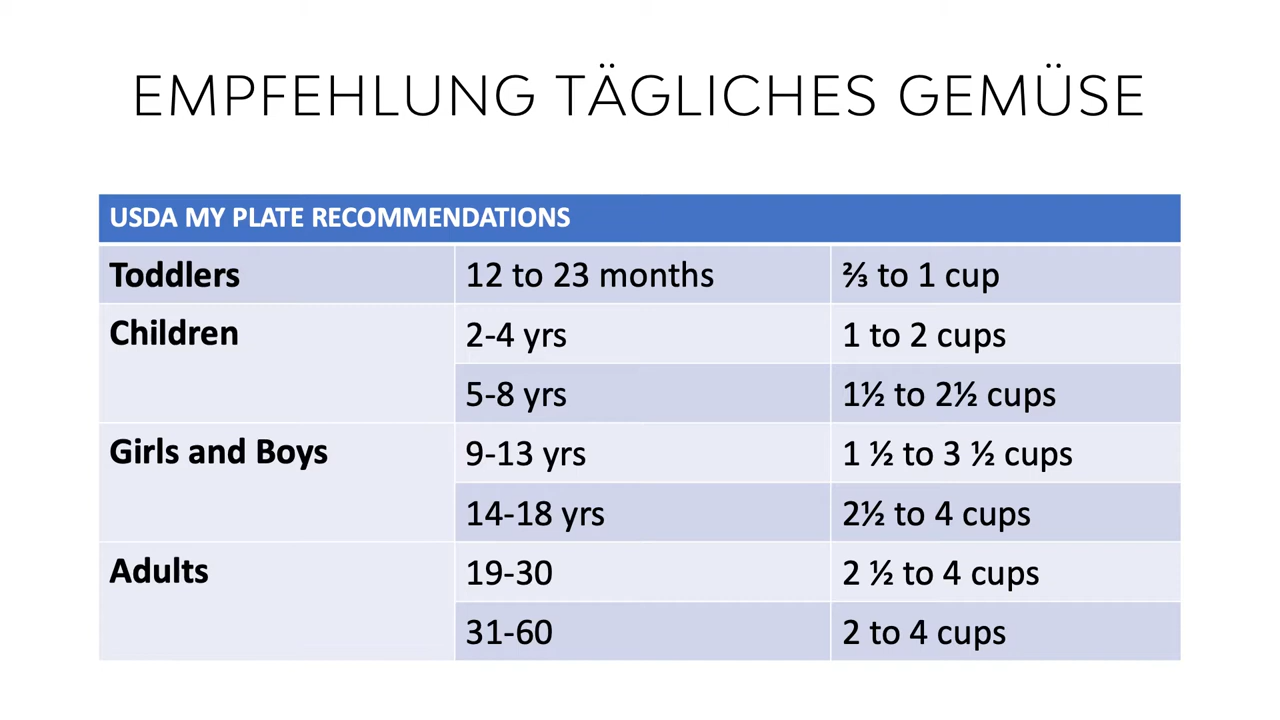 EMPFEHLUNG TÄGLICHES GEMÜSE
USDA MY PLATE RECOMMENDATIONS
Toddlers 12 to 23 months ⅔ to 1 cup
Children 2-4 yrs 1 to 2 cups
5-8 yrs 1½ to 2½ cups
Girls and Boys 9-13 yrs 1 ½ to 3 ½ cups
14-18 yrs 2½ to 4 cups
Adults 19-30 2 ½ to 4 cups
31-60 2 to 4 cups